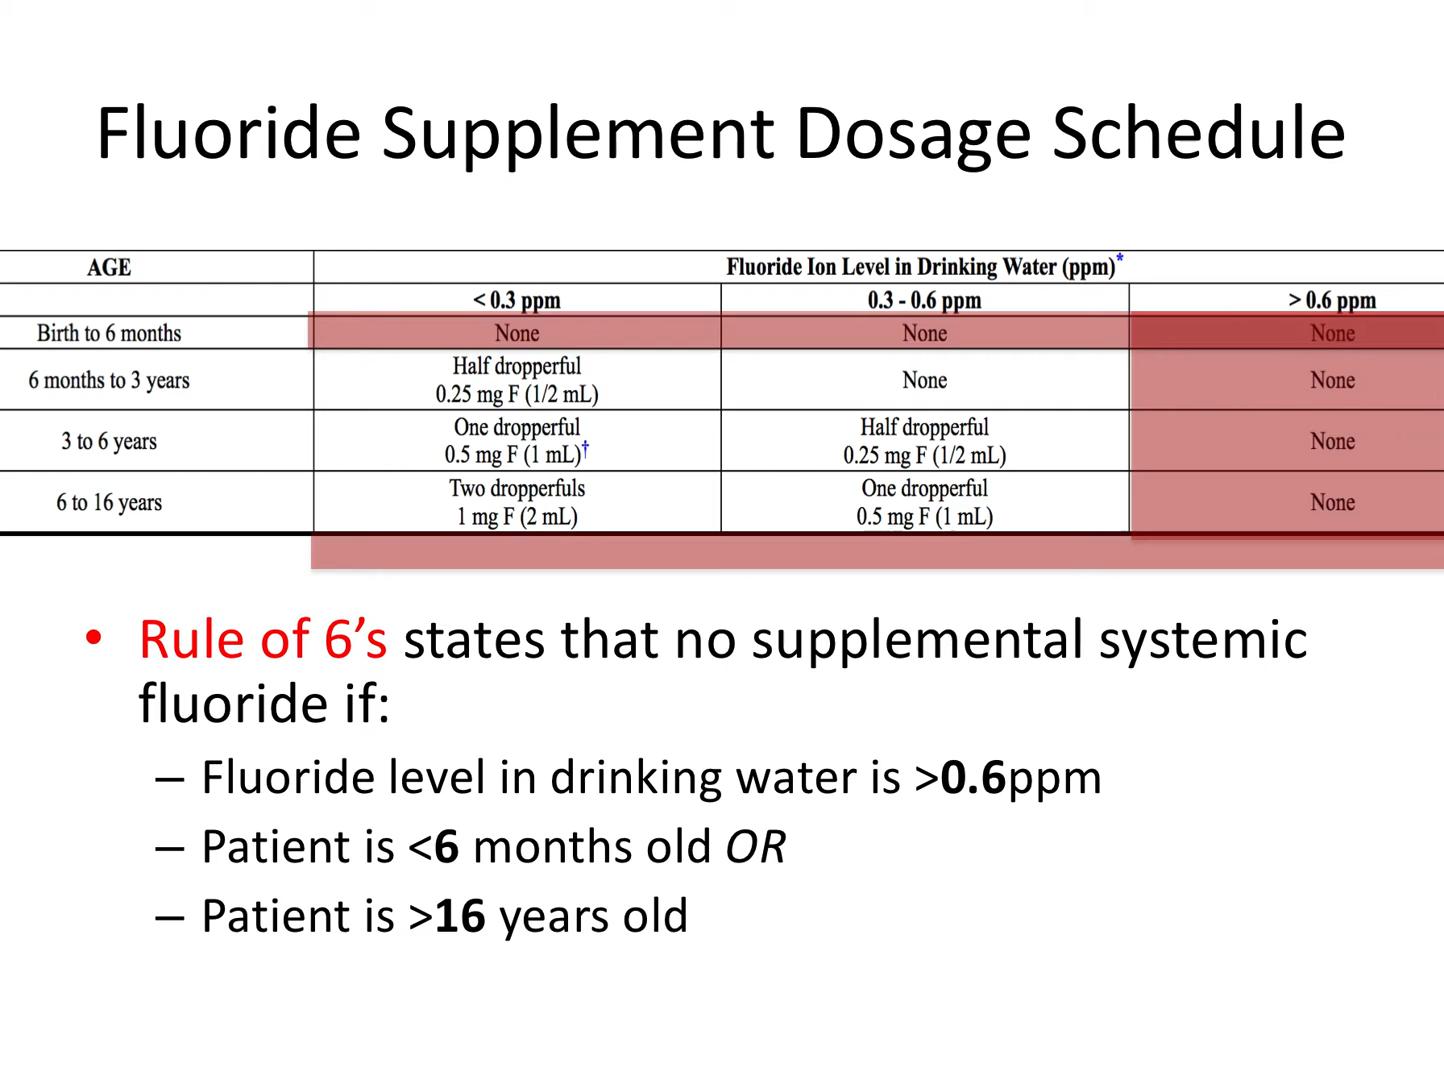 Fluoride Supplement Dosage Schedule
AGE Fluoride Ion Level in Drinking Water (ppm)*
< 0.3 ppm 0.3 - 0.6 ppm > 0.6 ppm
Birth to 6 months None None None
6 months to 3 years Half dropperful 0.25 mg F (1/2 mL) None None
3 to 6 years One dropperful 0.5 mg F (1 mL)† Half dropperful 0.25 mg F (1/2 mL) None
6 to 16 years Two dropperfuls 1 mg F (2 mL) One dropperful 0.5 mg F (1 mL) None
• Rule of 6’s states that no supplemental systemic
fluoride if:
– Fluoride level in drinking water is >0.6ppm
– Patient is <6 months old OR
– Patient is >16 years old